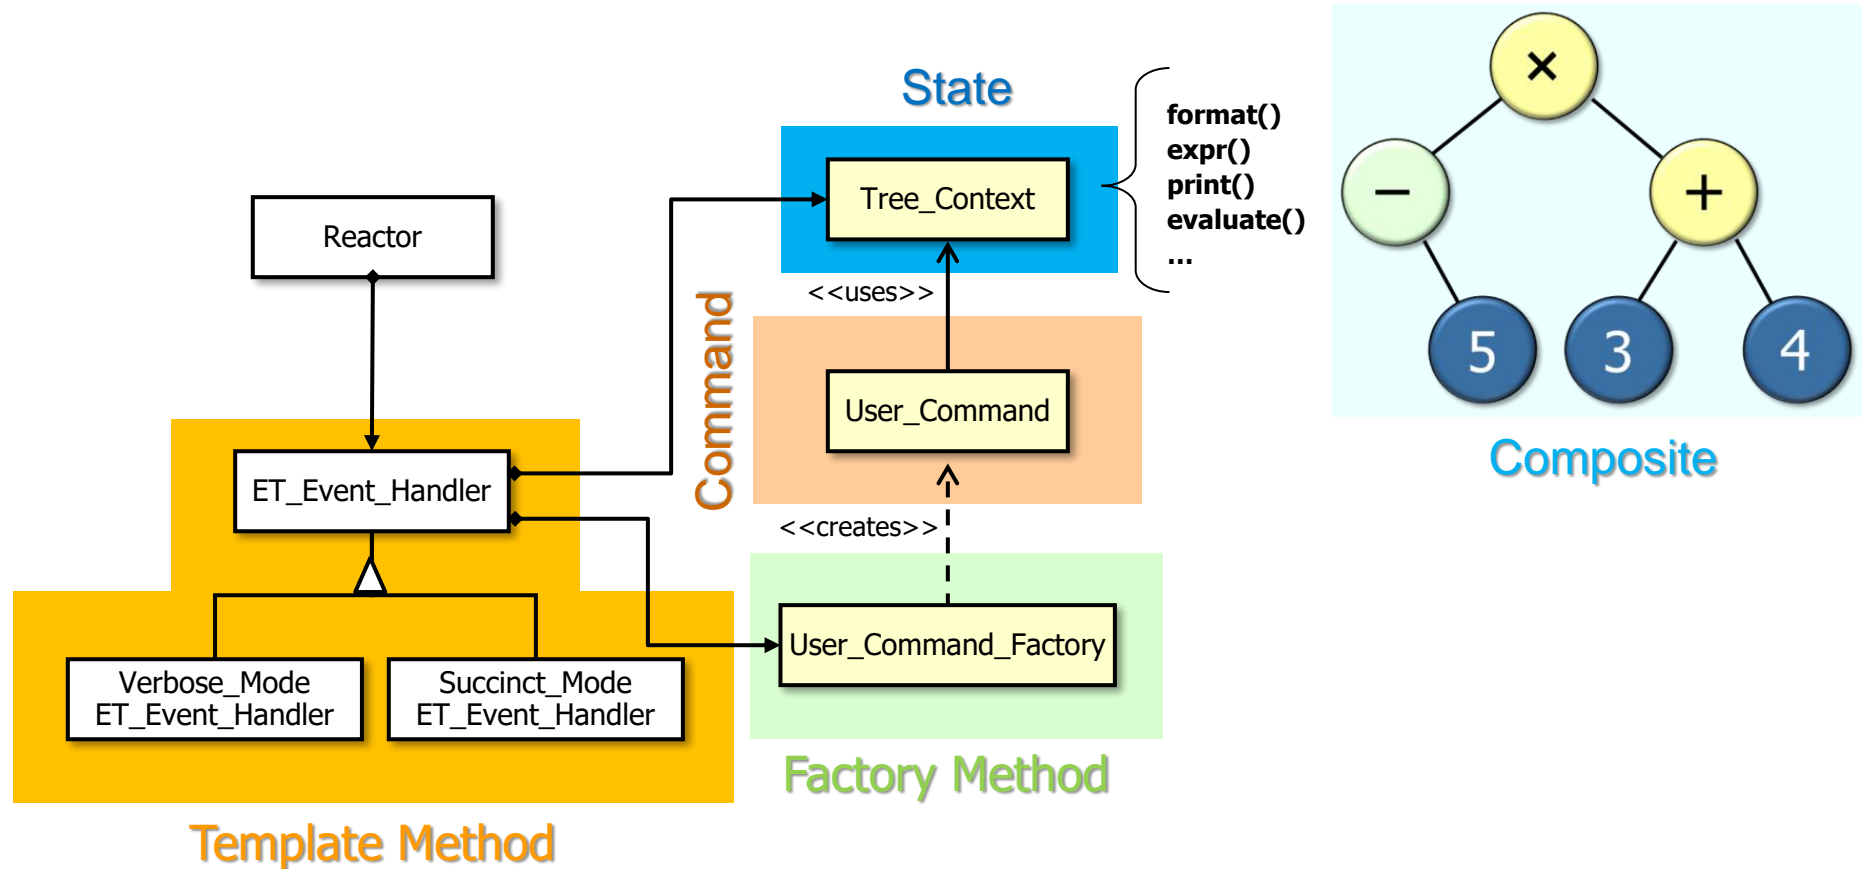 State
format()
expr()
print()
evaluate()
...
Tree_Context
Reactor
<<uses>>
Command
User_Command
ET_Event_Handler
<<creates>>
User_Command_Factory
Verbose_Mode
ET_Event_Handler
Succinct_Mode
ET_Event_Handler
Factory Method
Template Method
×
−
+
5
3
4
Composite